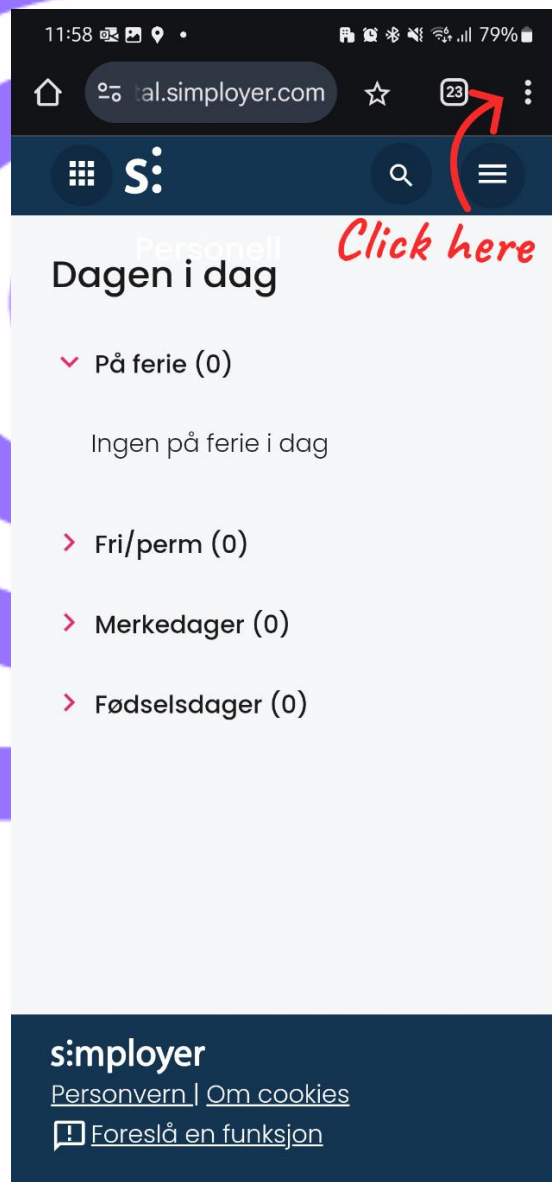 11:58
79%
tal.simployer.com
23
s:
Click here
Personell
Dagen i dag
På ferie (0)
Ingen på ferie i dag
Fri/perm (0)
Merkedager (0)
Fødselsdager (0)
s:mployer
Personvern | Om cookies
Foreslå en funksjon